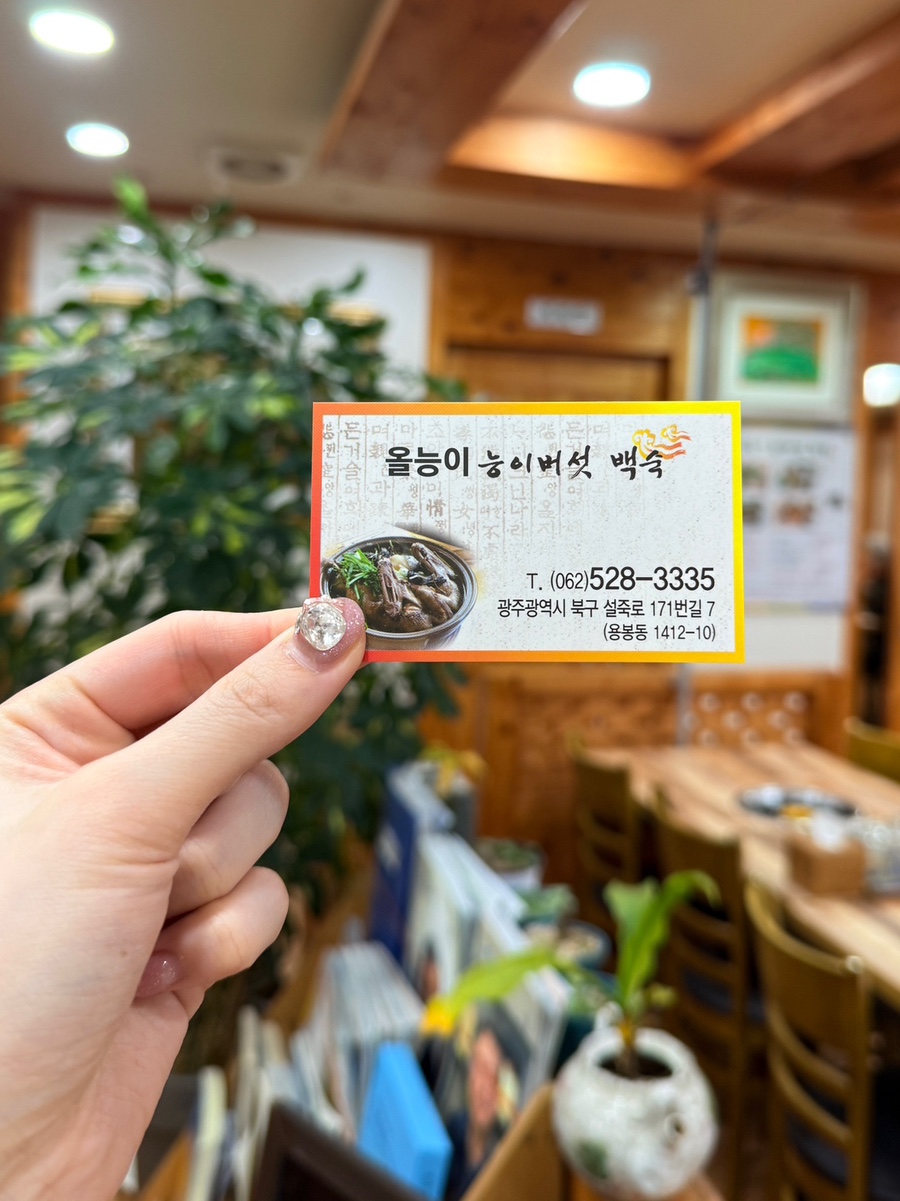 올능이 능이버섯 백숙
T. (062)528-3335
광주광역시 북구 설죽로 171번길 7
(용봉동 1412-10)